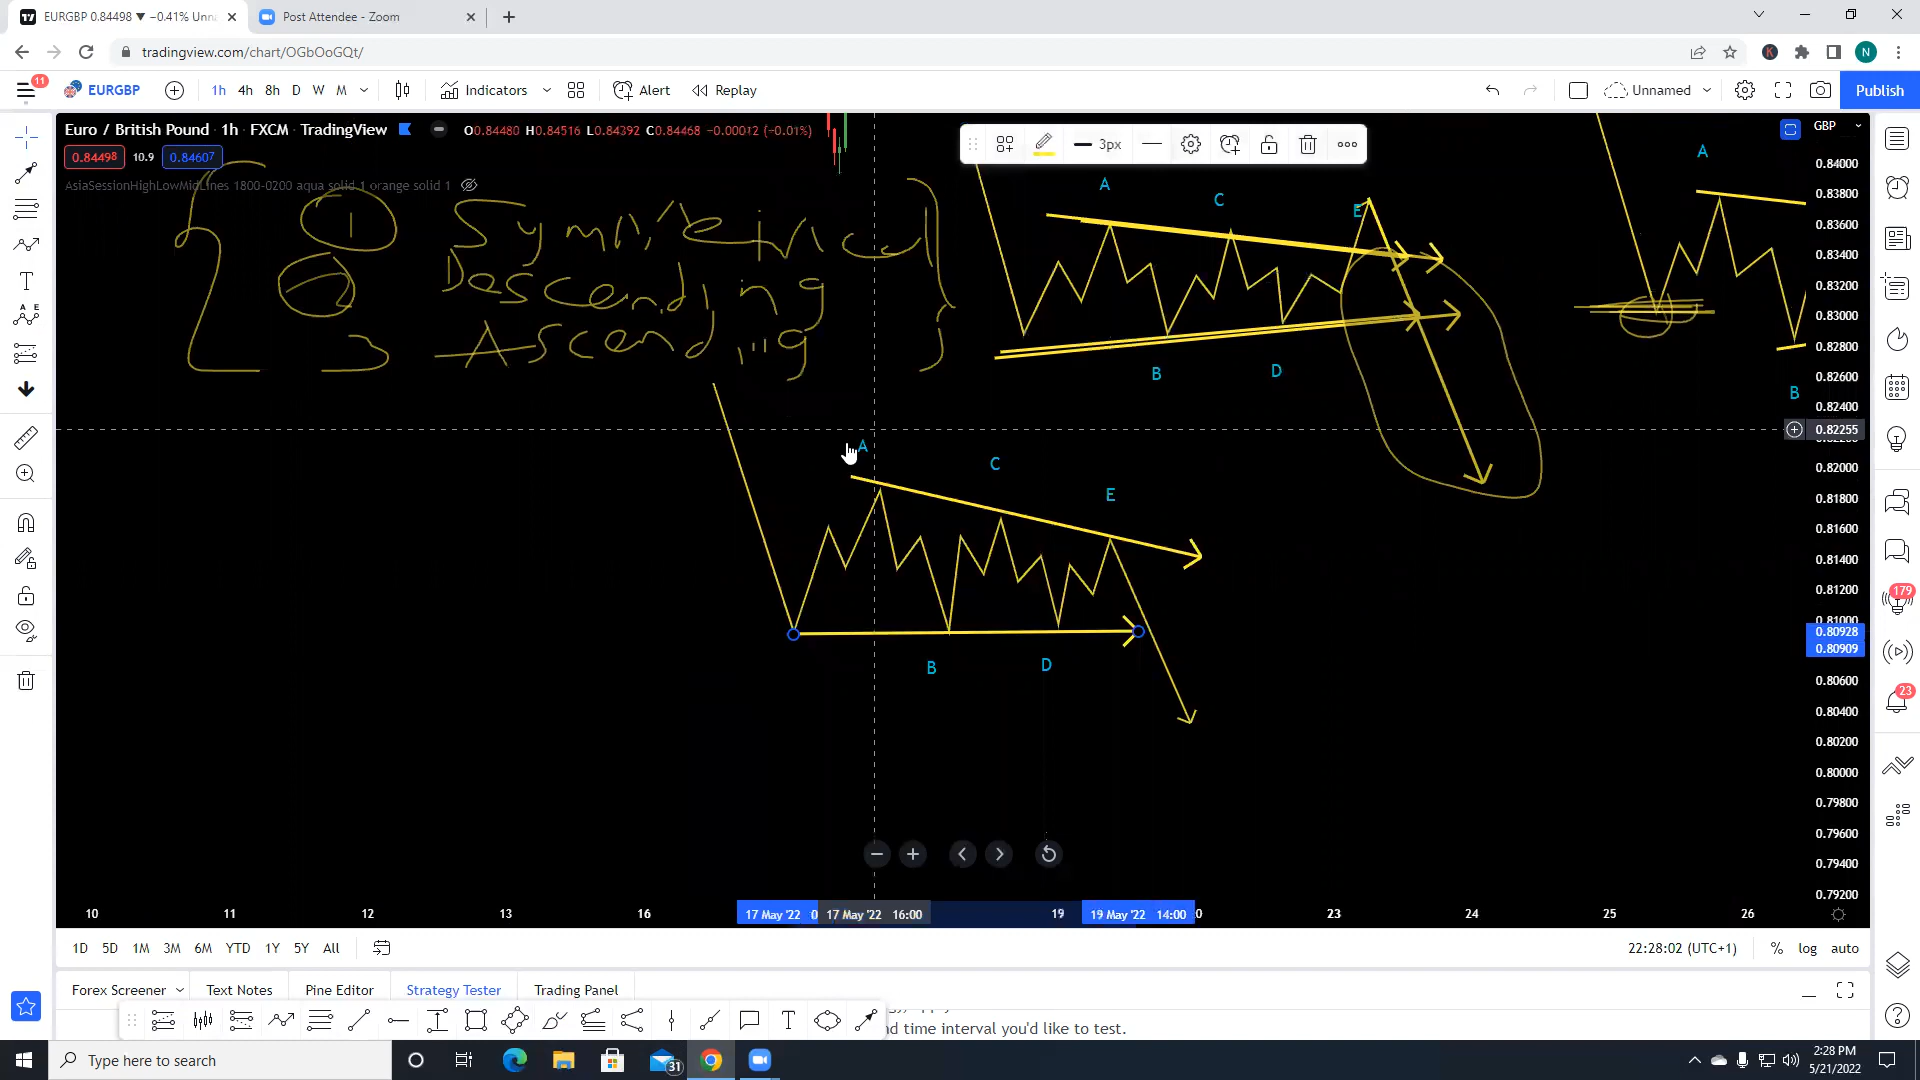 EURGBP 0.84498 ▼ −0.41% Unna
Post Attendee - Zoom
tradingview.com/chart/OGbOoGQt/
N
11
EURGBP
1h 4h 8h D W M
Indicators
Alert
Replay
Unnamed
Publish
Euro / British Pound · 1h · FXCM · TradingView
O0.84480 H0.84516 L0.84392 C0.84468 −0.00012 (−0.01%)
0.84498 10.9 0.84607
AsiaSessionHighLowMidLines 1800-0200 aqua solid 1 orange solid 1
3px
GBP
1
2 Descending
3 Ascending
A
C
E
B
D
A
B
A
C
E
B
D
0.84000
0.83800
0.83600
0.83400
0.83200
0.83000
0.82800
0.82600
0.82400
0.82255
0.82000
0.81800
0.81600
0.81400
0.81200
0.81000
0.80928
0.80909
0.80600
0.80400
0.80200
0.80000
0.79800
0.79600
0.79400
0.79200
179
23
10 11 12 13 16 17 May '22 0 17 May '22 16:00 19 19 May '22 14:00 0 23 24 25 26
1D 5D 1M 3M 6M YTD 1Y 5Y All
22:28:02 (UTC+1) % log auto
Forex Screener Text Notes Pine Editor Strategy Tester Trading Panel
nd time interval you'd like to test.
Type here to search
31
2:28 PM
5/21/2022